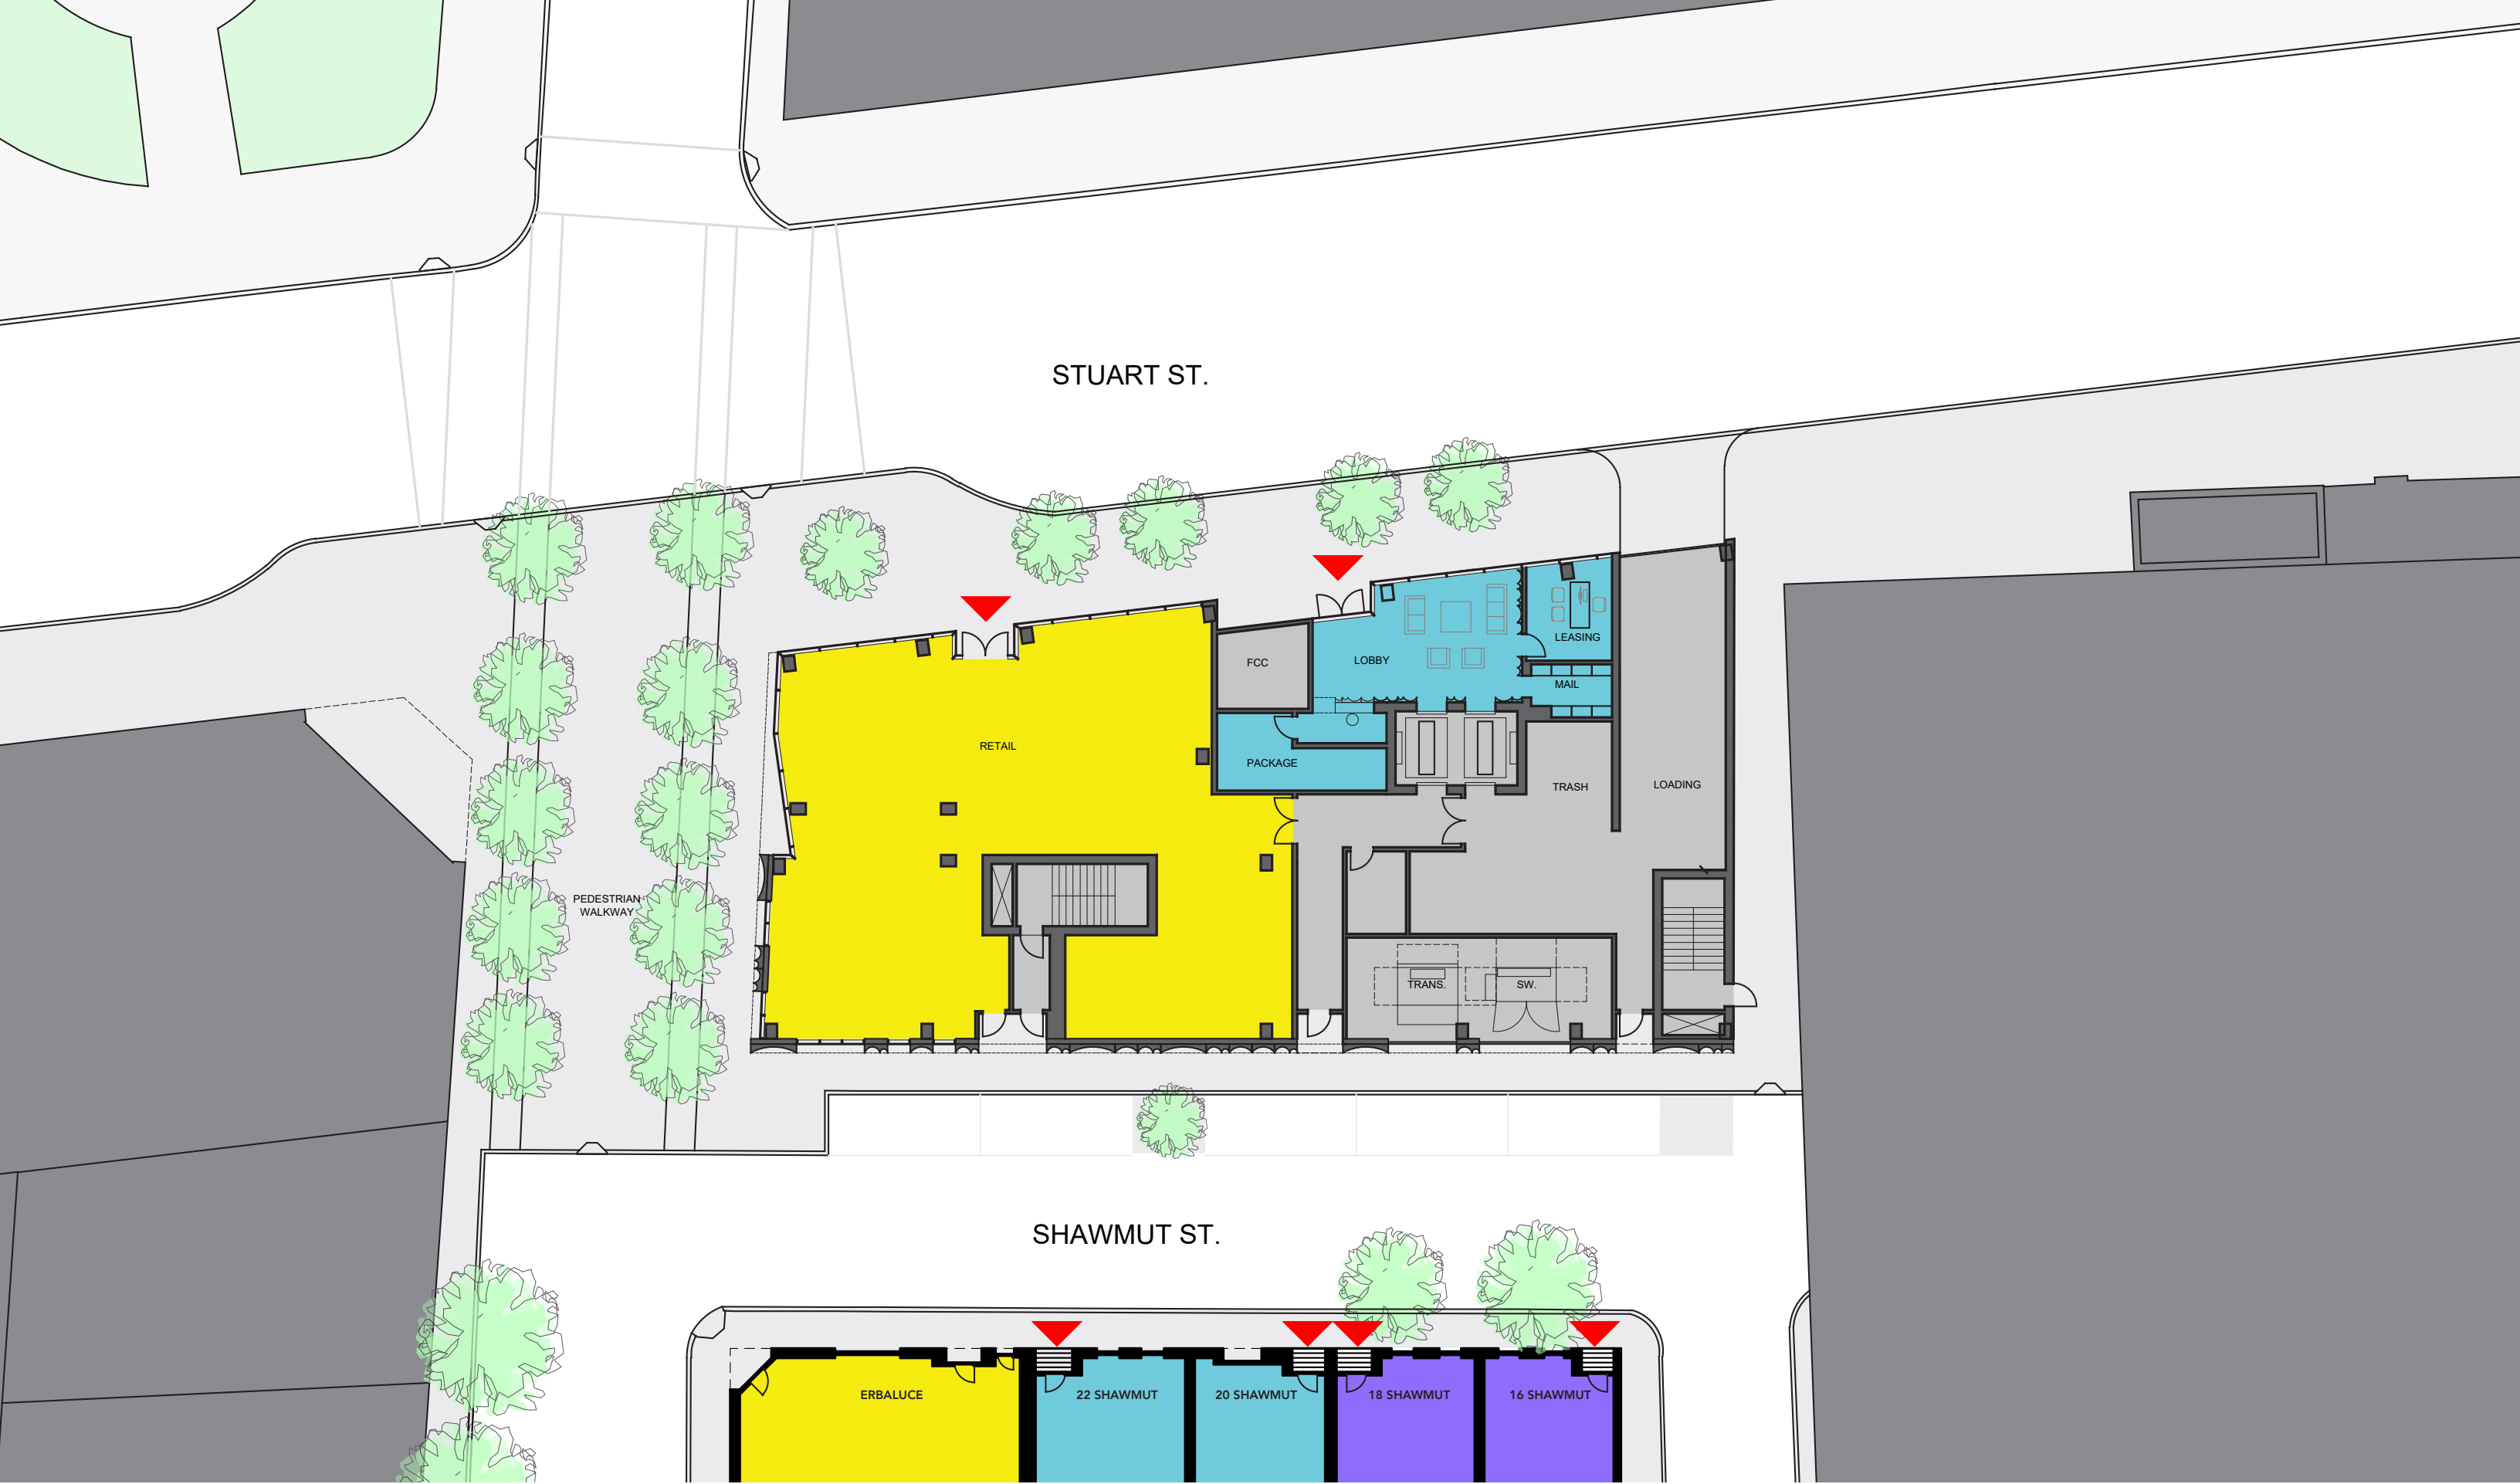 STUART ST.
LEASING
FCC
LOBBY
MAIL
RETAIL
PACKAGE
TRASH
LOADING
PEDESTRIAN
WALKWAY
TRANS.
SW.
SHAWMUT ST.
ERBALUCE
22 SHAWMUT
20 SHAWMUT
18 SHAWMUT
16 SHAWMUT